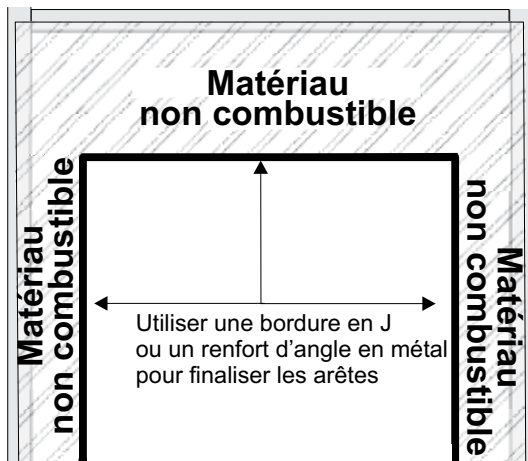 Matériau
non combustible
Matériau
non combustible
Matériau
non combustible
Utiliser une bordure en J
ou un renfort d’angle en métal
pour finaliser les arêtes